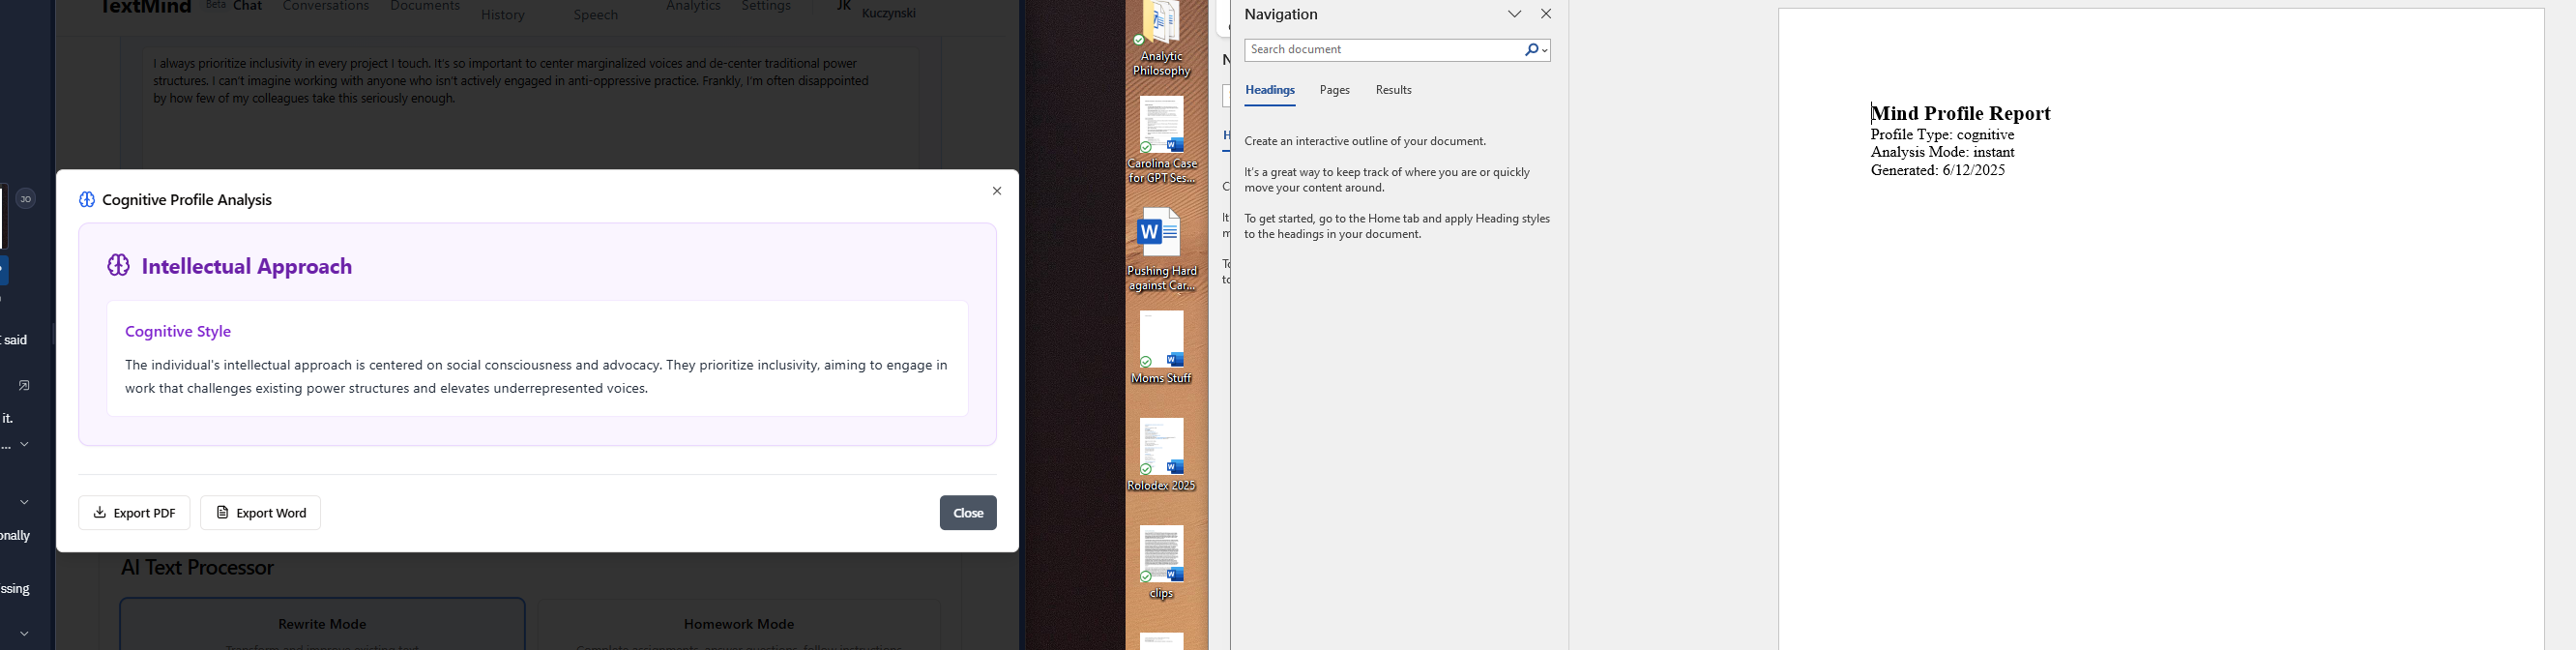 TextMind
Beta
Chat
Conversations
Documents
History
Speech
Analytics
Settings
JK
Kuczynski
I always prioritize inclusivity in every project I touch. It's so important to center marginalized voices and de-center traditional power
structures. I can't imagine working with anyone who isn't actively engaged in anti-oppressive practice. Frankly, I'm often disappointed
by how few of my colleagues take this seriously enough.
JO
said
it.
...
onally
ssing
Cognitive Profile Analysis
Intellectual Approach
Cognitive Style
The individual's intellectual approach is centered on social consciousness and advocacy. They prioritize inclusivity, aiming to engage in
work that challenges existing power structures and elevates underrepresented voices.
Export PDF
Export Word
Close
AI Text Processor
Rewrite Mode
Homework Mode
Analytic
Philosophy
Carolina Case
for GPT Ses...
Pushing Hard
against Car...
Moms Stuff
Rolodex 2025
clips
Navigation
Search document
Headings
Pages
Results
Create an interactive outline of your document.
It's a great way to keep track of where you are or quickly
move your content around.
To get started, go to the Home tab and apply Heading styles
to the headings in your document.
Mind Profile Report
Profile Type: cognitive
Analysis Mode: instant
Generated: 6/12/2025